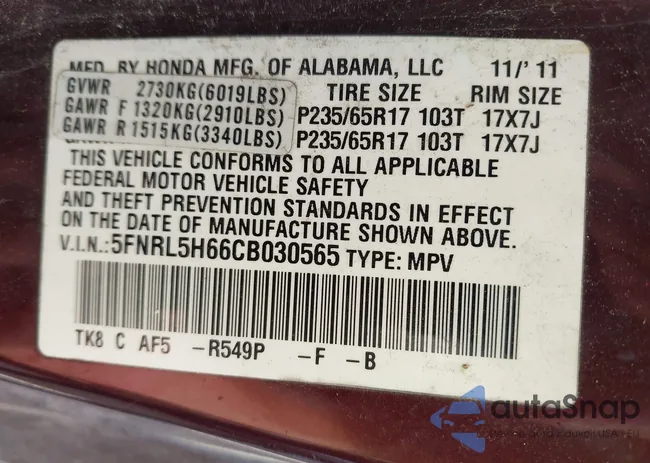 MFD. BY HONDA MFG. OF ALABAMA, LLC 11/'11
GVWR 2730KG(6019LBS) TIRE SIZE RIM SIZE
GAWR F 1320KG(2910LBS) P235/65R17 103T 17X7J
GAWR R 1515KG(3340LBS) P235/65R17 103T 17X7J
THIS VEHICLE CONFORMS TO ALL APPLICABLE
FEDERAL MOTOR VEHICLE SAFETY
AND THEFT PREVENTION STANDARDS IN EFFECT
ON THE DATE OF MANUFACTURE SHOWN ABOVE.
V.I.N.:5FNRL5H66CB030565 TYPE: MPV
TK8 C AF5 -R549P -F -B
autoSnap
USA i EU